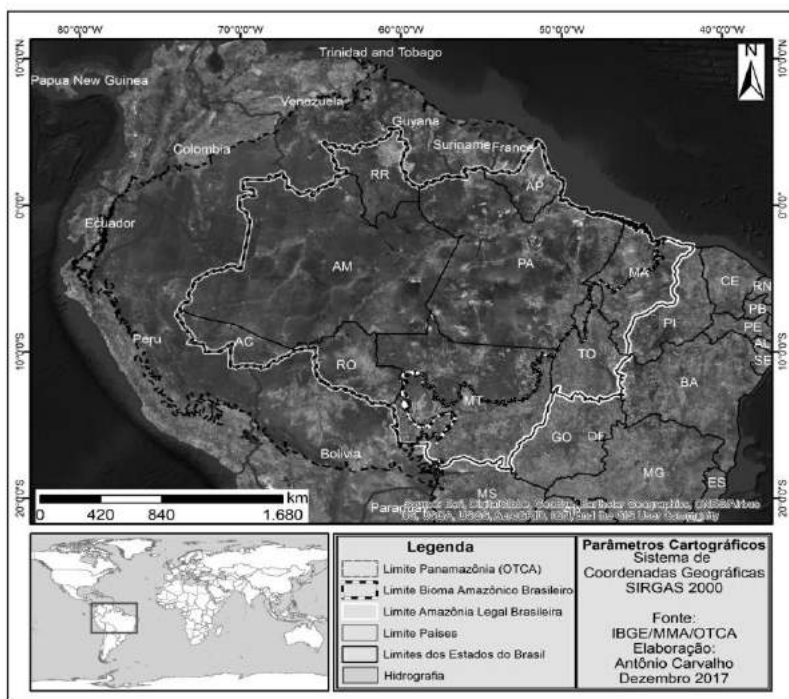 80°0'0"W 70°0'0"W 60°0'0"W 50°0'0"W 40°0'0"W
10°0'0"N
0°0'0"
10°0'0"S
20°0'0"S
10°0'0"N
0°0'0"
10°0'0"S
20°0'0"S
N
Trinidad and Tobago
Papua New Guinea
Venezuela
Guyana
Colombia
Suriname
France
RR
AP
Ecuador
AM
PA
MA
CE
RN
PB
PE
AL
SE
PI
Peru
AC
RO
TO
BA
MT
Bolivia
GO
DF
MG
ES
MS
Paragua
km
0 420 840 1.680
Legenda
Limite Panamazônia (OTCA)
Limite Bioma Amazônico Brasileiro
Limite Amazônia Legal Brasileira
Limite Países
Limites dos Estados do Brasil
Hidrografia
Parâmetros Cartográficos
Sistema de
Coordenadas Geográficas
SIRGAS 2000
Fonte:
IBGE/MMA/OTCA
Elaboração:
Antônio Carvalho
Dezembro 2017